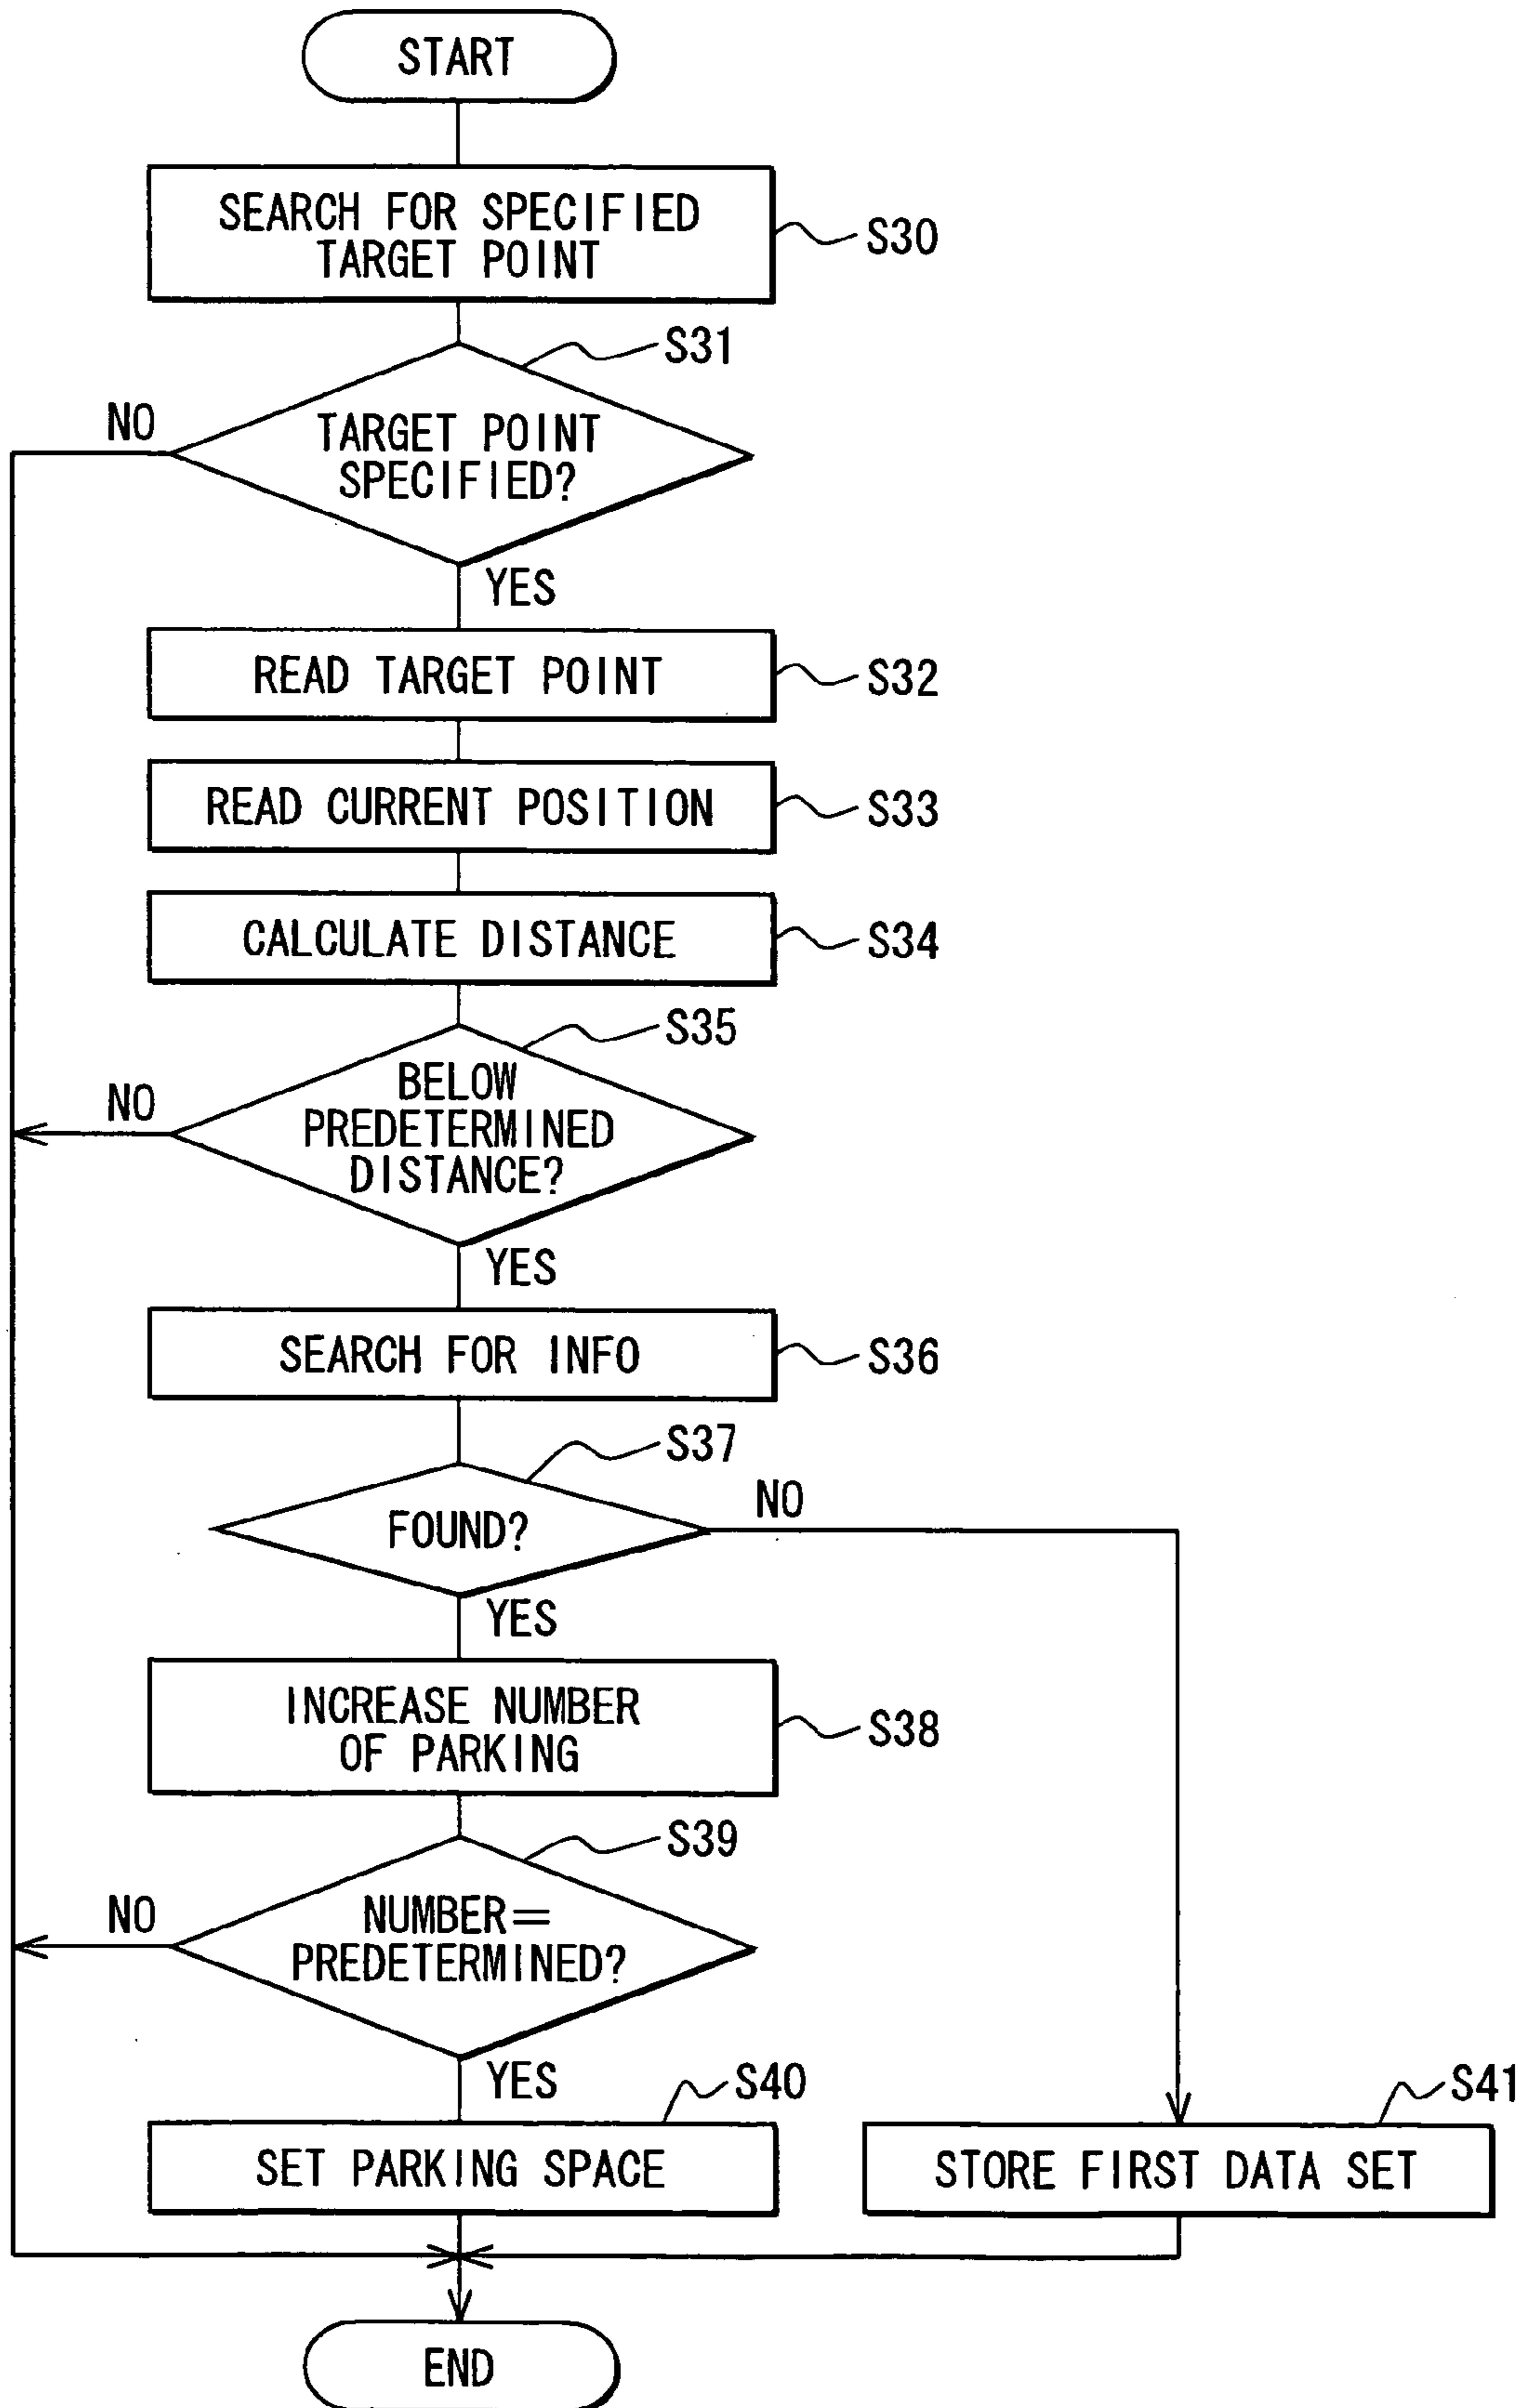 START
SEARCH FOR SPECIFIED
TARGET POINT
S30
S31
NO
TARGET POINT
SPECIFIED?
YES
READ TARGET POINT
S32
READ CURRENT POSITION
S33
CALCULATE DISTANCE
S34
S35
NO
BELOW
PREDETERMINED
DISTANCE?
YES
SEARCH FOR INFO
S36
S37
FOUND?
NO
YES
INCREASE NUMBER
OF PARKING
S38
S39
NO
NUMBER=
PREDETERMINED?
YES
S40
S41
SET PARKING SPACE
STORE FIRST DATA SET
END